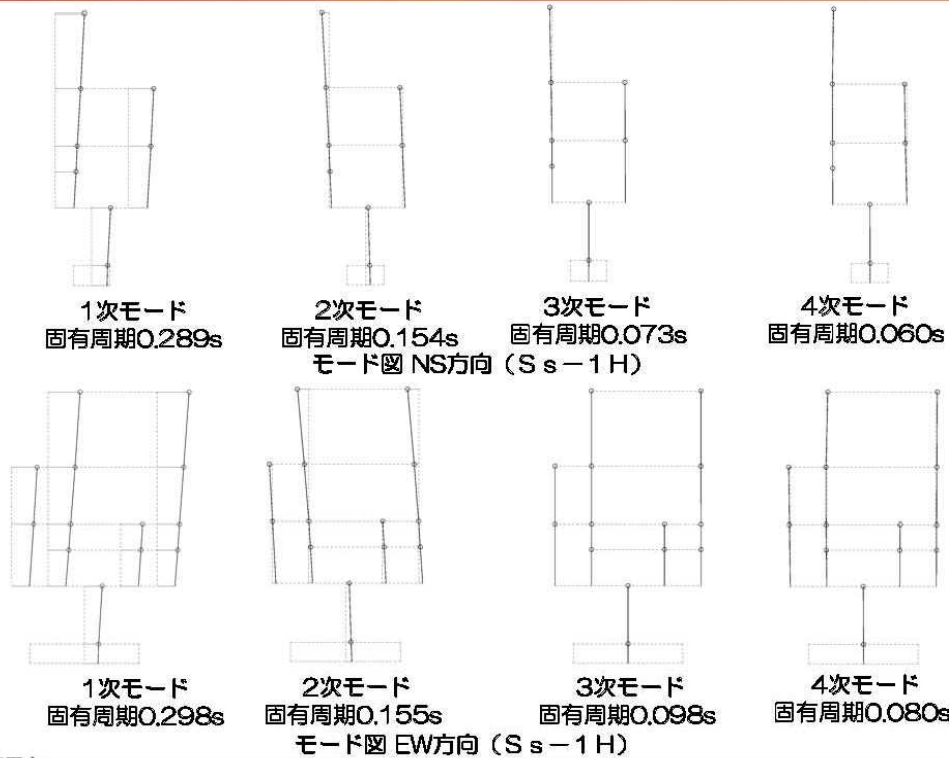 1次モード
固有周期0.289s
2次モード
固有周期0.154s
3次モード
固有周期0.073s
4次モード
固有周期0.060s
モード図 NS方向（Ｓｓ－１Ｈ）
1次モード
固有周期0.298s
2次モード
固有周期0.155s
3次モード
固有周期0.098s
4次モード
固有周期0.080s
モード図 EW方向（Ｓｓ－１Ｈ）